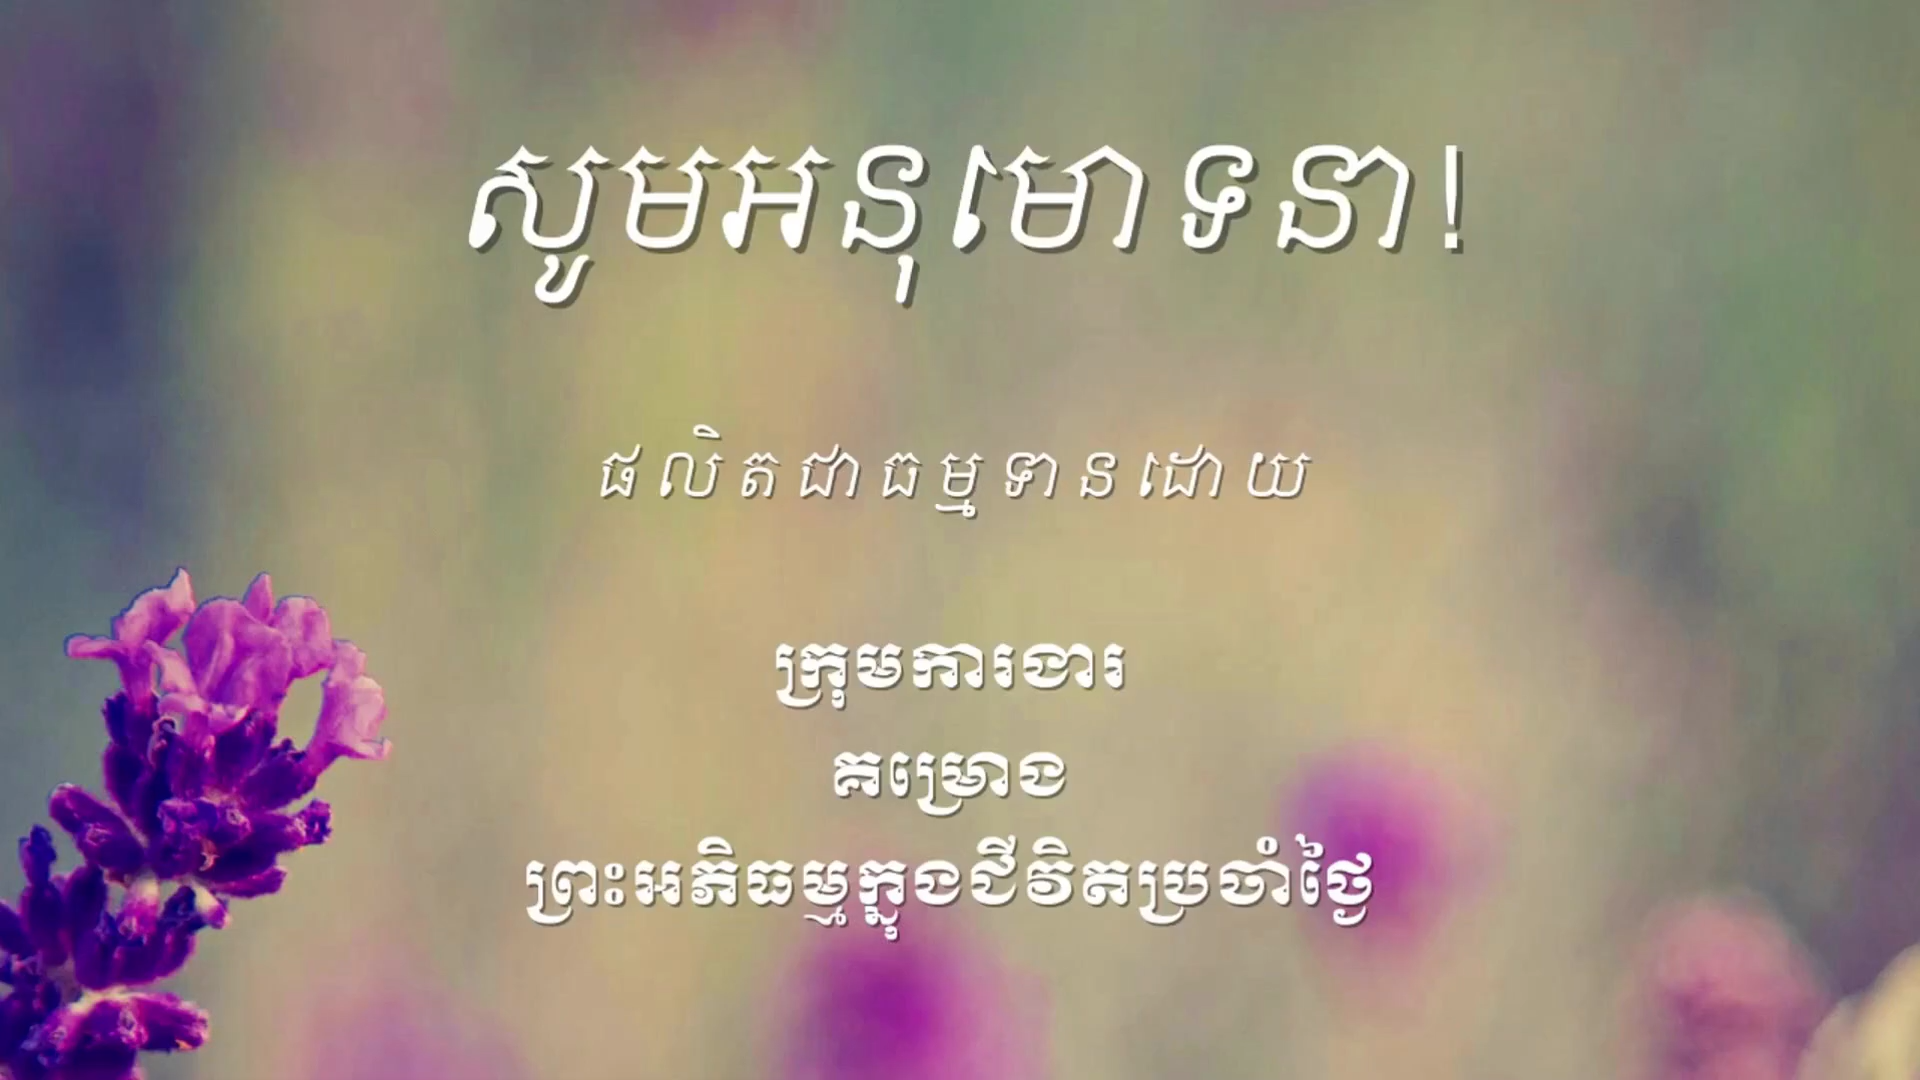 សូមអនុមោទនា!
ផលិតជាធម្មទានដោយ
ក្រុមការងារ
គម្រោង
ព្រះអភិធម្មក្នុងជីវិតប្រចាំថ្ងៃ